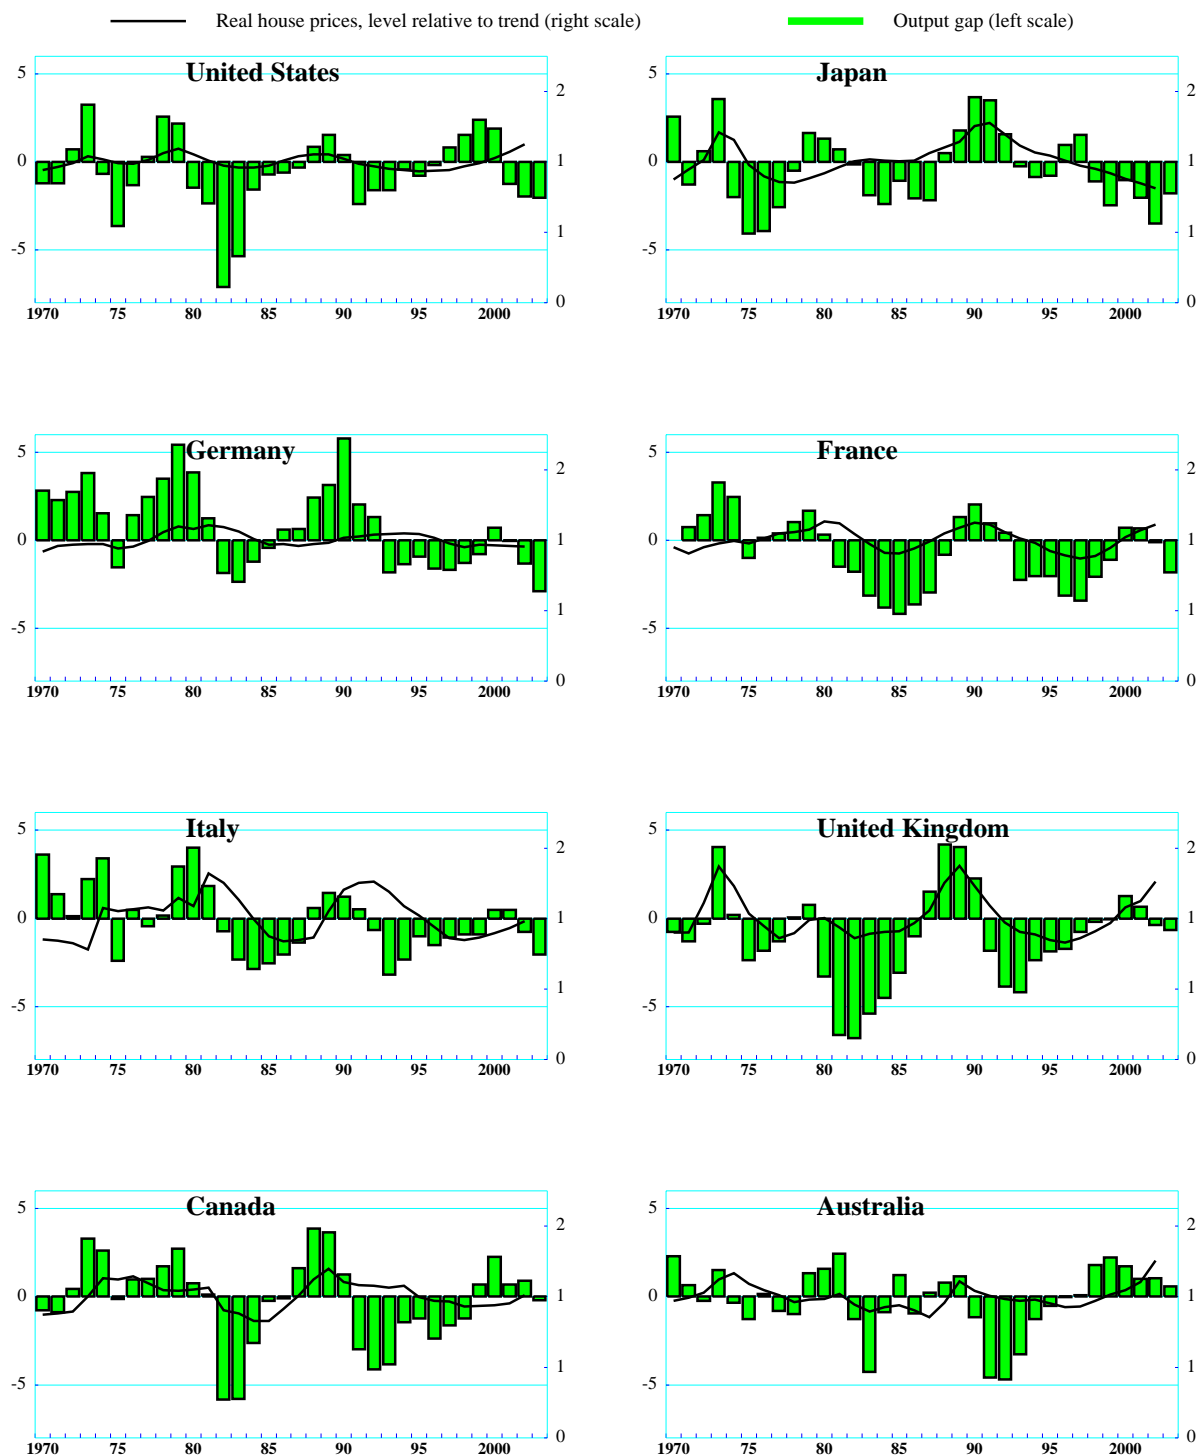 Real house prices, level relative to trend (right scale) Output gap (left scale)
United States Japan
5 5
2 2
0 1 0 1
-5 1 -5 1
0 0
1970 75 80 85 90 95 2000 1970 75 80 85 90 95 2000
Germany France
5 5
2 2
0 1 0 1
-5 1 -5 1
0 0
1970 75 80 85 90 95 2000 1970 75 80 85 90 95 2000
Italy United Kingdom
5 5
2 2
0 1 0 1
-5 1 -5 1
0 0
1970 75 80 85 90 95 2000 1970 75 80 85 90 95 2000
Canada Australia
5 5
2 2
0 1 0 1
-5 1 -5 1
0 0
1970 75 80 85 90 95 2000 1970 75 80 85 90 95 2000